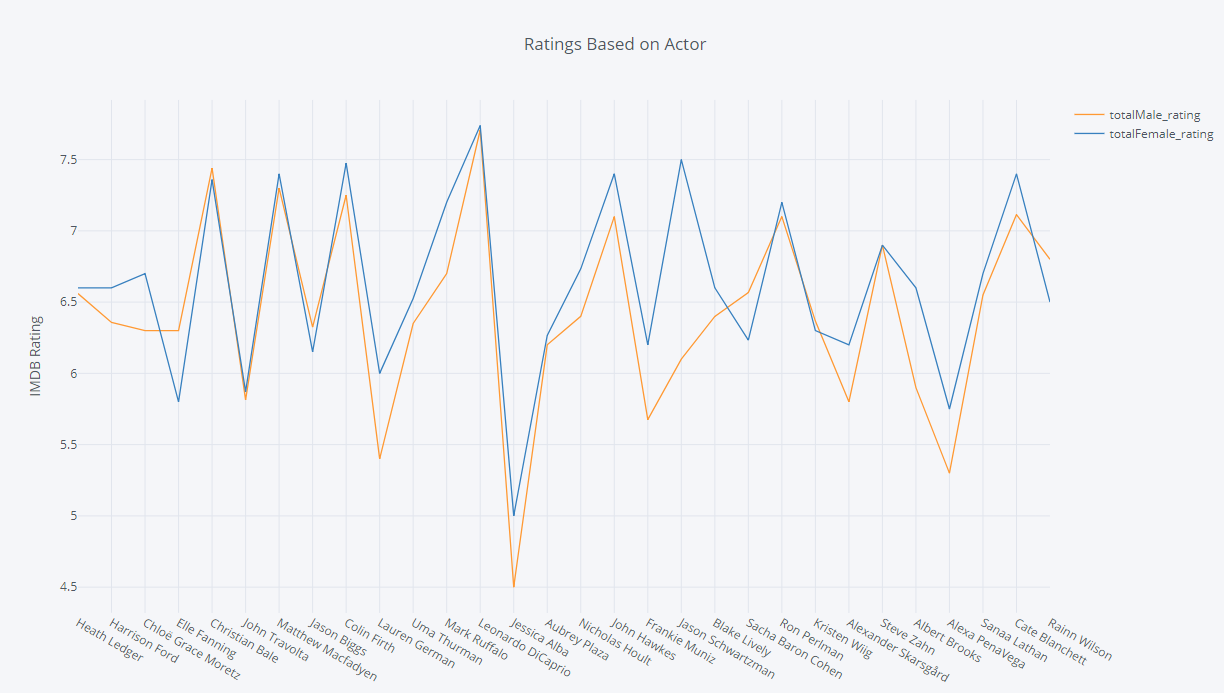 Ratings Based on Actor
totalMale_rating
totalFemale_rating
IMDB Rating
7.5
7
6.5
6
5.5
5
4.5
Heath Ledger
Harrison Ford
Chloë Grace Moretz
Elle Fanning
Christian Bale
John Travolta
Matthew Macfadyen
Jason Biggs
Colin Firth
Lauren German
Uma Thurman
Mark Ruffalo
Leonardo DiCaprio
Jessica Alba
Aubrey Plaza
Nicholas Hoult
John Hawkes
Frankie Muniz
Jason Schwartzman
Blake Lively
Sacha Baron Cohen
Ron Perlman
Kristen Wiig
Alexander Skarsgård
Steve Zahn
Albert Brooks
Alexa PenaVega
Sanaa Lathan
Cate Blanchett
Rainn Wilson